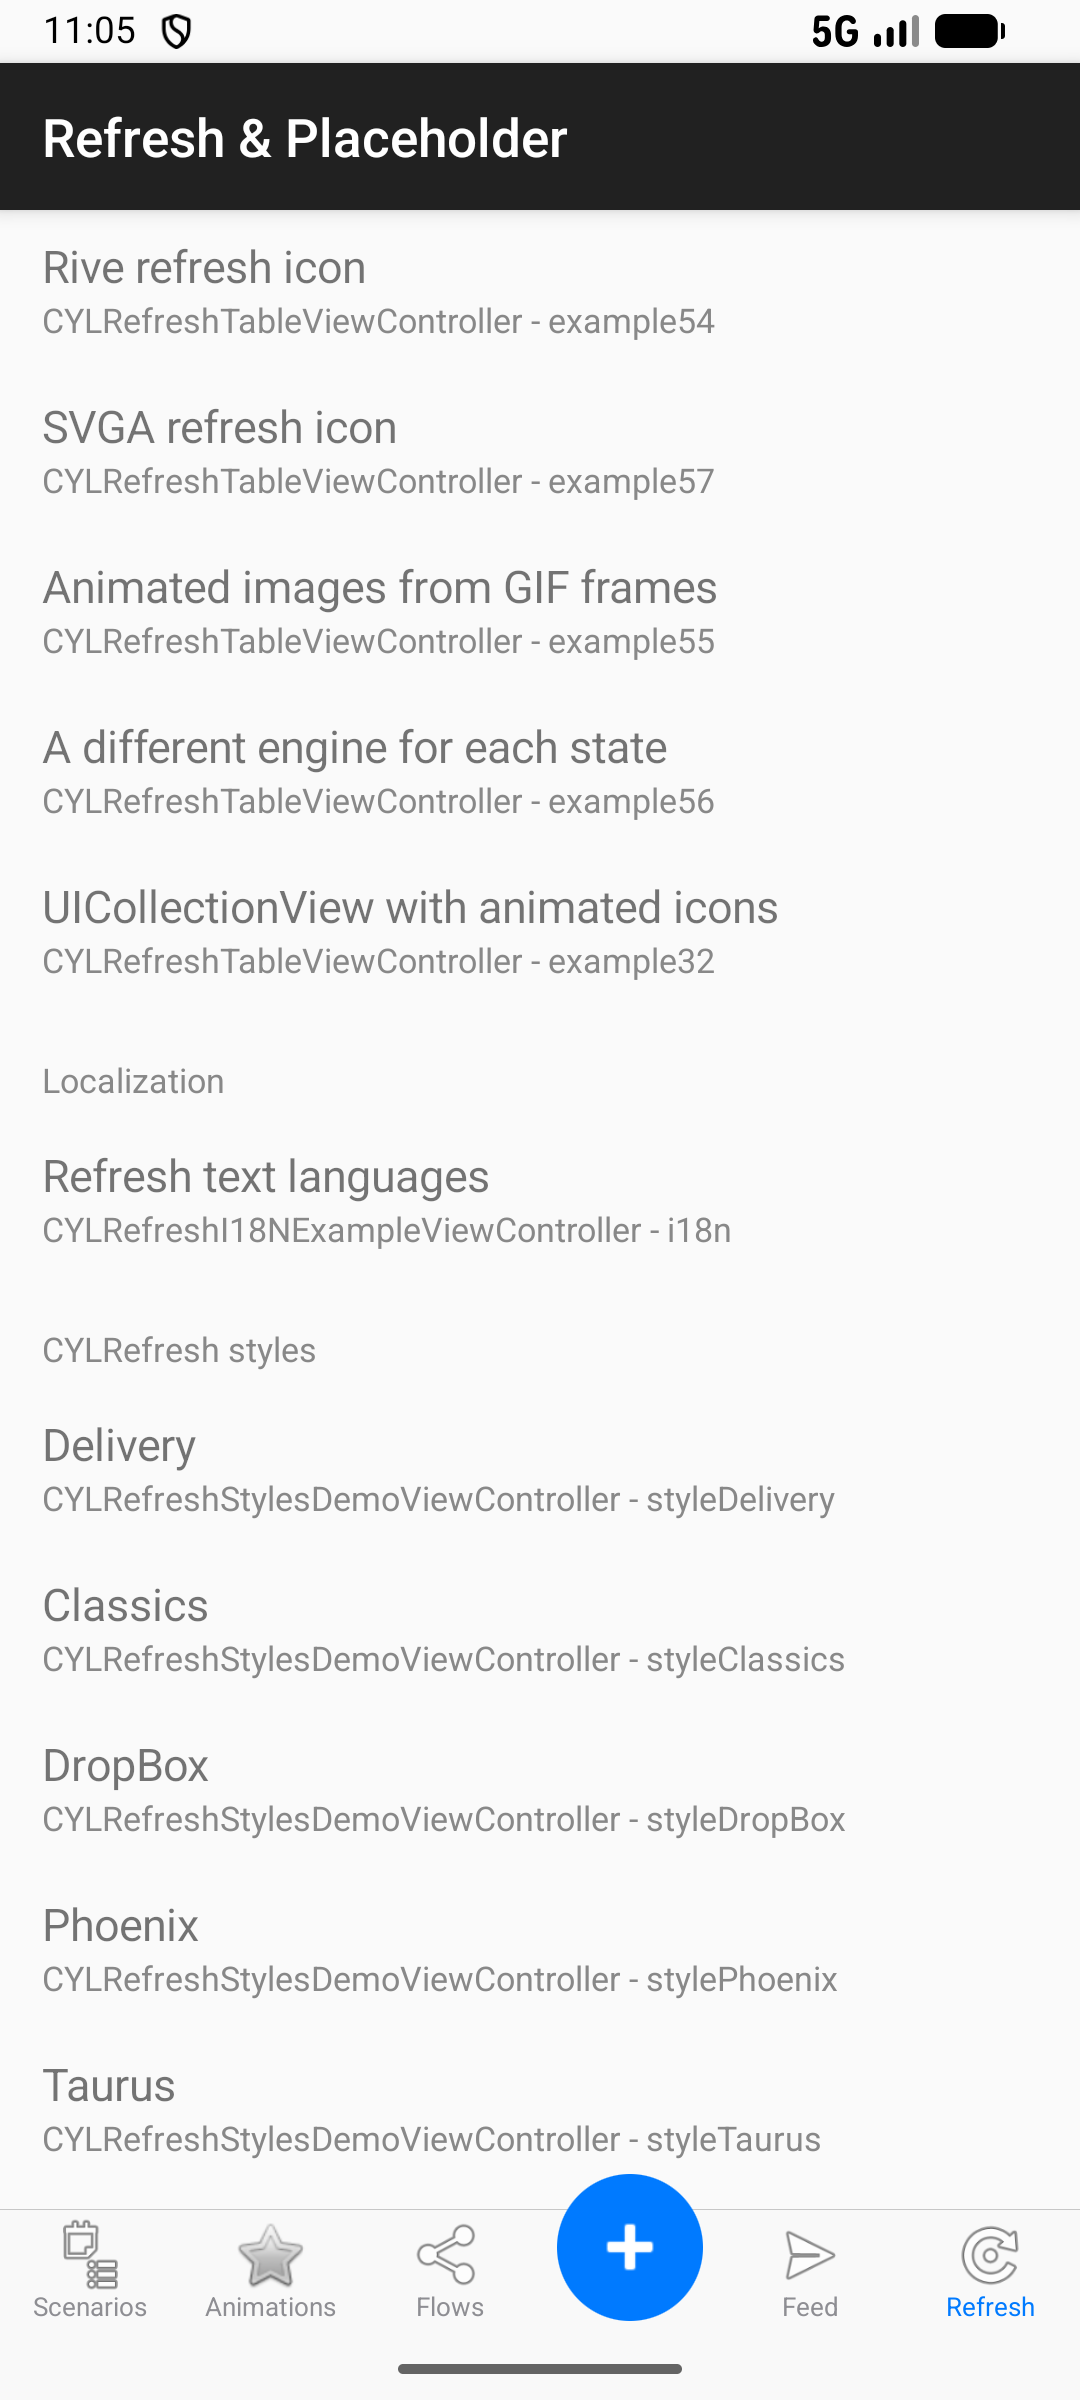 11:05
5G
Refresh & Placeholder
Rive refresh icon
CYLRefreshTableViewController - example54
SVGA refresh icon
CYLRefreshTableViewController - example57
Animated images from GIF frames
CYLRefreshTableViewController - example55
A different engine for each state
CYLRefreshTableViewController - example56
UICollectionView with animated icons
CYLRefreshTableViewController - example32
Localization
Refresh text languages
CYLRefreshI18NExampleViewController - i18n
CYLRefresh styles
Delivery
CYLRefreshStylesDemoViewController - styleDelivery
Classics
CYLRefreshStylesDemoViewController - styleClassics
DropBox
CYLRefreshStylesDemoViewController - styleDropBox
Phoenix
CYLRefreshStylesDemoViewController - stylePhoenix
Taurus
CYLRefreshStylesDemoViewController - styleTaurus
Scenarios
Animations
Flows
Feed
Refresh